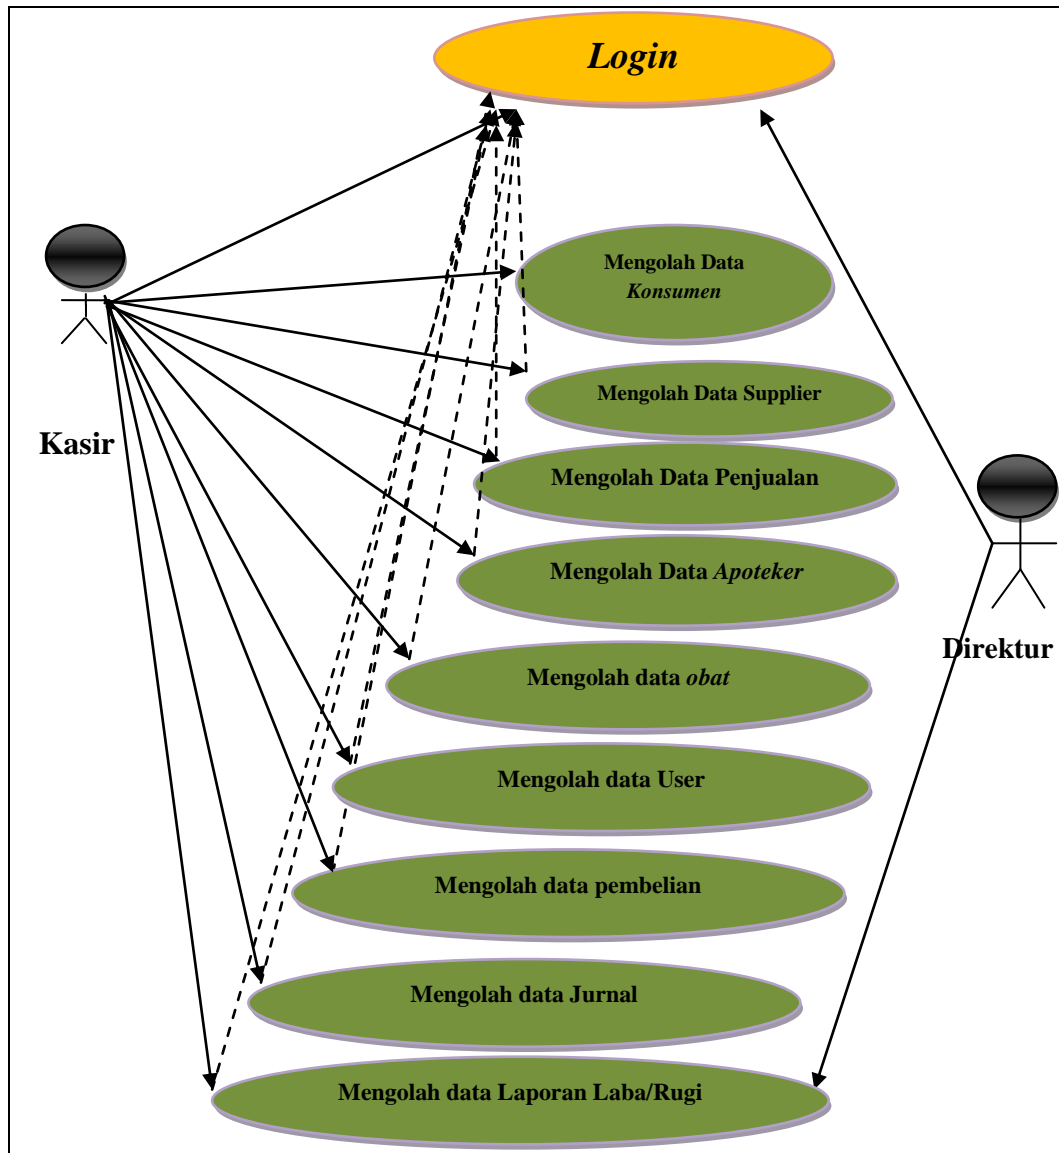 Login
Mengolah Data
Konsumen
Mengolah Data Supplier
Kasir
Mengolah Data Penjualan
Mengolah Data Apoteker
Direktur
Mengolah data obat
Mengolah data User
Mengolah data pembelian
Mengolah data Jurnal
Mengolah data Laporan Laba/Rugi